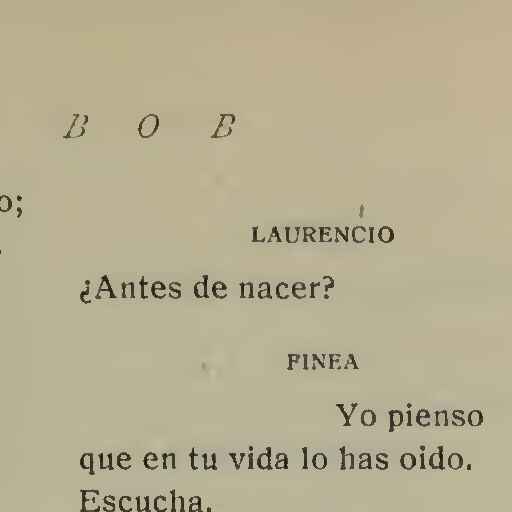 B O B
o;
LAURENCIO
¿Antes de nacer?
FINEA
Yo pienso
que en tu vida lo has oido.
Escucha.